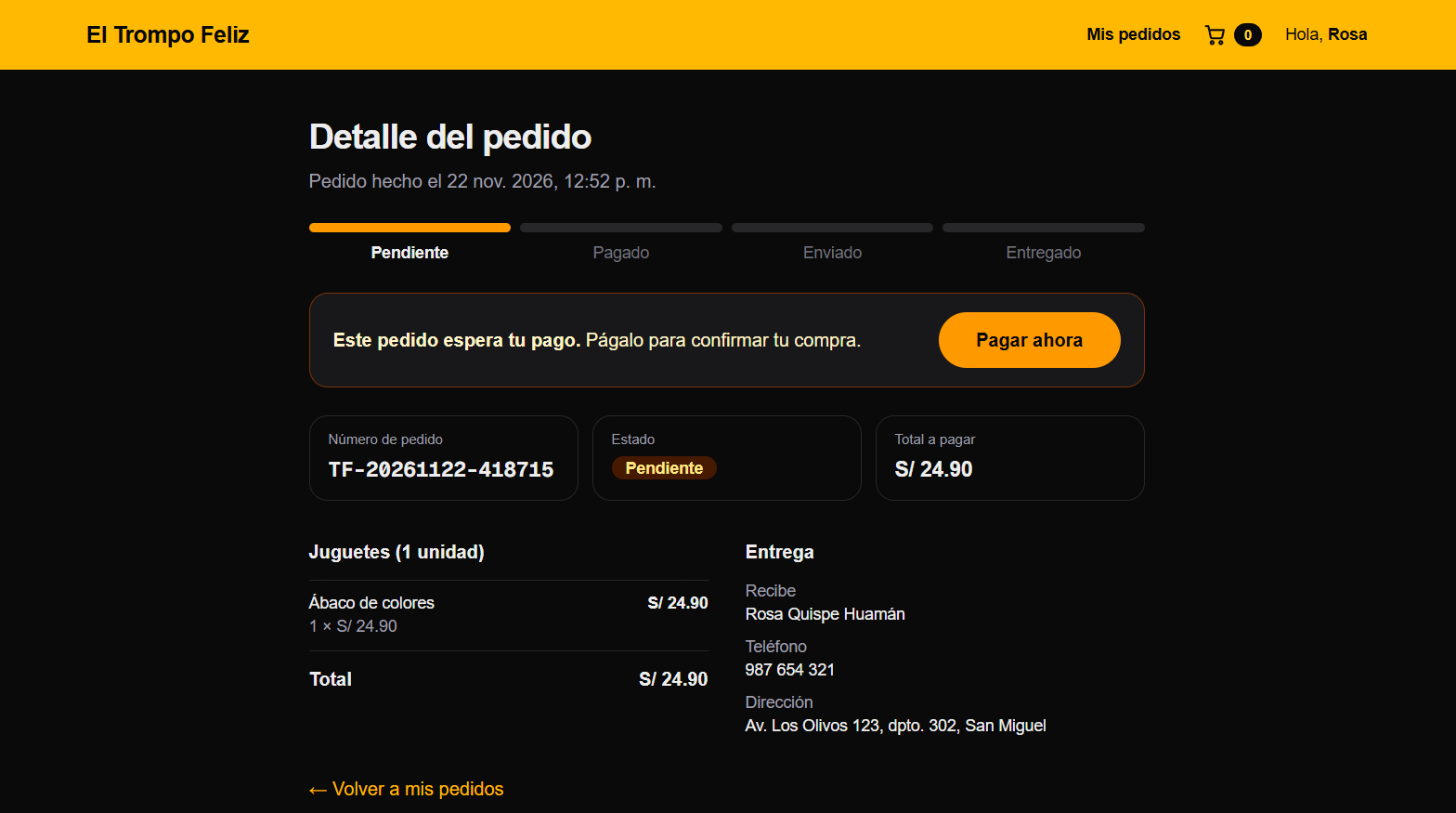 El Trompo Feliz
Mis pedidos 0 Hola, Rosa
Detalle del pedido
Pedido hecho el 22 nov. 2026, 12:52 p. m.
Pendiente Pagado Enviado Entregado
Este pedido espera tu pago. Págalo para confirmar tu compra.
Pagar ahora
Número de pedido
TF-20261122-418715
Estado
Pendiente
Total a pagar
S/ 24.90
Juguetes (1 unidad)
Ábaco de colores S/ 24.90
1 × S/ 24.90
Total S/ 24.90
Entrega
Recibe
Rosa Quispe Huamán
Teléfono
987 654 321
Dirección
Av. Los Olivos 123, dpto. 302, San Miguel
← Volver a mis pedidos